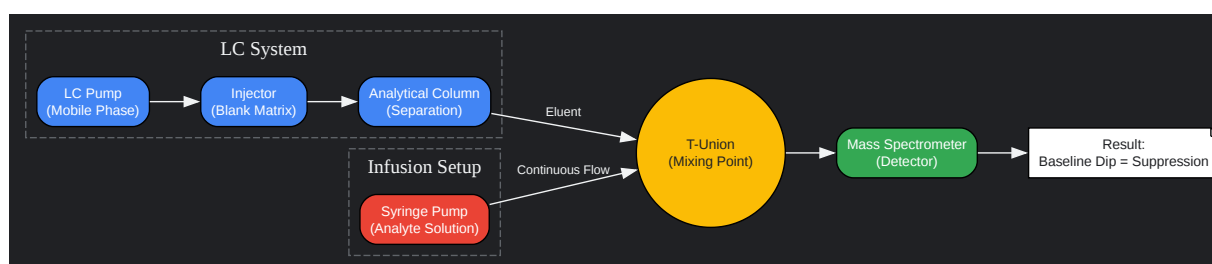 LC System
LC Pump
(Mobile Phase)
Injector
(Blank Matrix)
Analytical Column
(Separation)
Eluent
Infusion Setup
Syringe Pump
(Analyte Solution)
Continuous Flow
T-Union
(Mixing Point)
Mass Spectrometer
(Detector)
Result:
Baseline Dip = Suppression